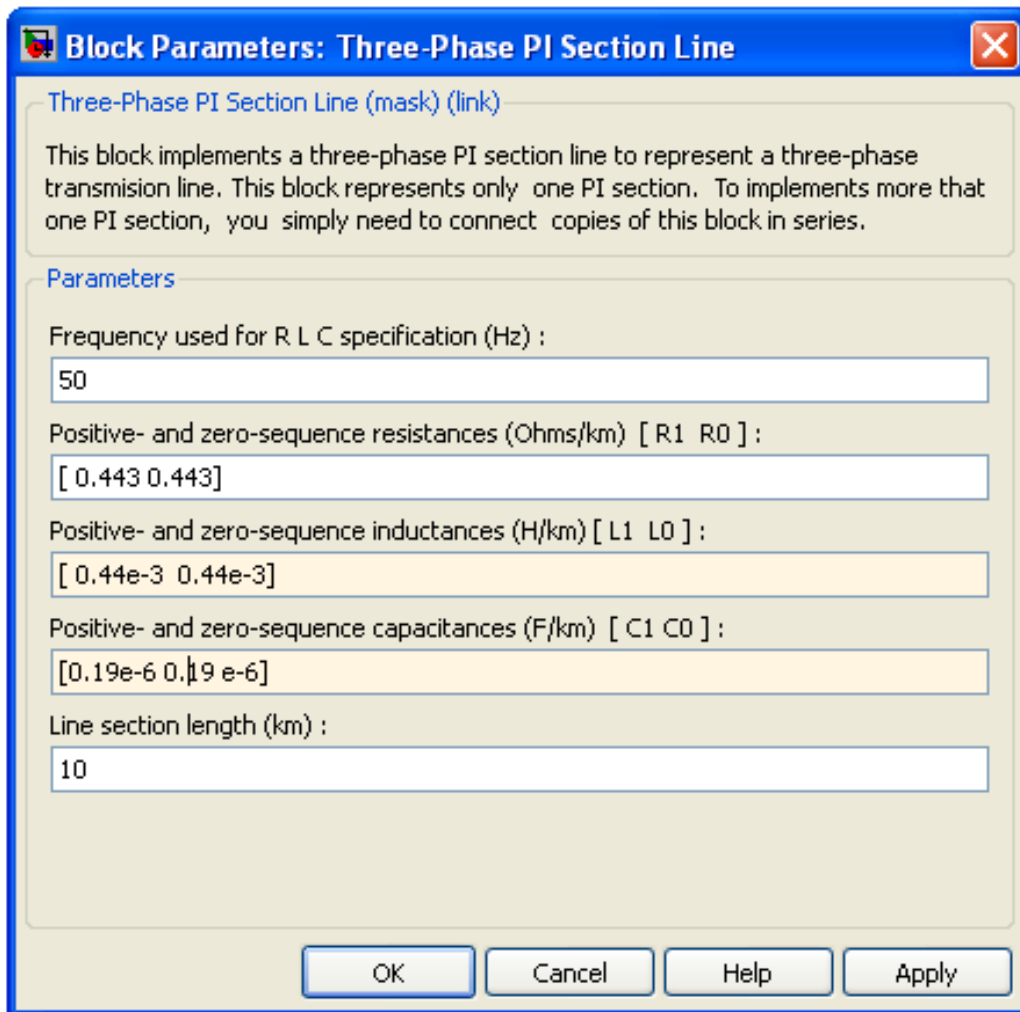 Block Parameters: Three-Phase PI Section Line
Three-Phase PI Section Line (mask) (link)
This block implements a three-phase PI section line to represent a three-phase
transmision line. This block represents only one PI section. To implements more that
one PI section, you simply need to connect copies of this block in series.
Parameters
Frequency used for R L C specification (Hz) :
50
Positive- and zero-sequence resistances (Ohms/km) [ R1 R0 ] :
[ 0.443 0.443]
Positive- and zero-sequence inductances (H/km) [ L1 L0 ] :
[ 0.44e-3 0.44e-3]
Positive- and zero-sequence capacitances (F/km) [ C1 C0 ] :
[0.19e-6 0.19 e-6]
Line section length (km) :
10
OK Cancel Help Apply